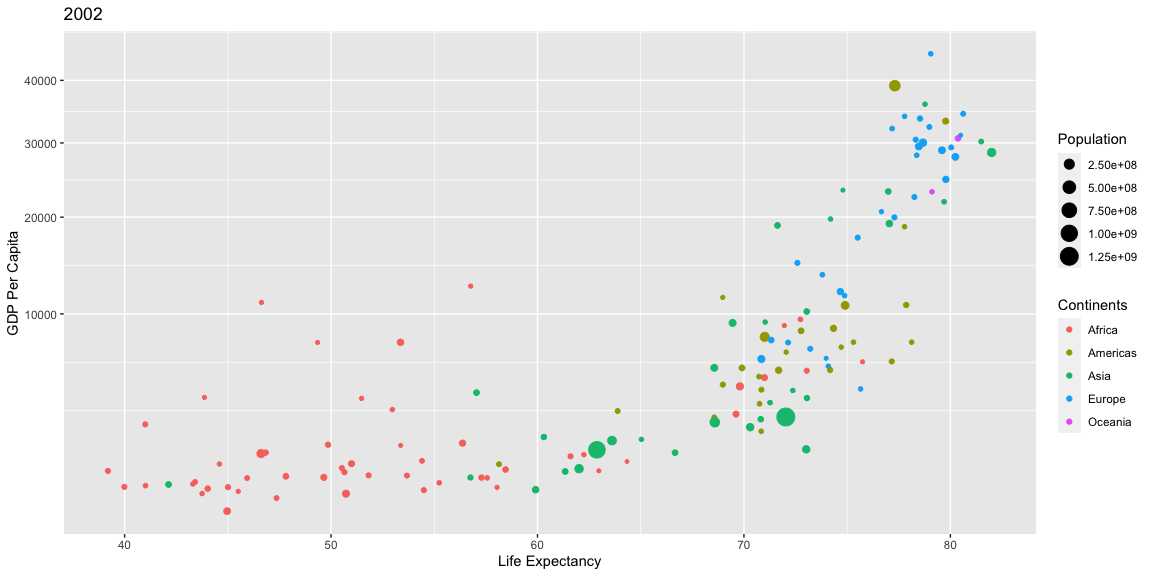 2002
GDP Per Capita
40000
30000
20000
10000
40
50
60
70
80
Life Expectancy
Population
2.50e+08
5.00e+08
7.50e+08
1.00e+09
1.25e+09
Continents
Africa
Americas
Asia
Europe
Oceania